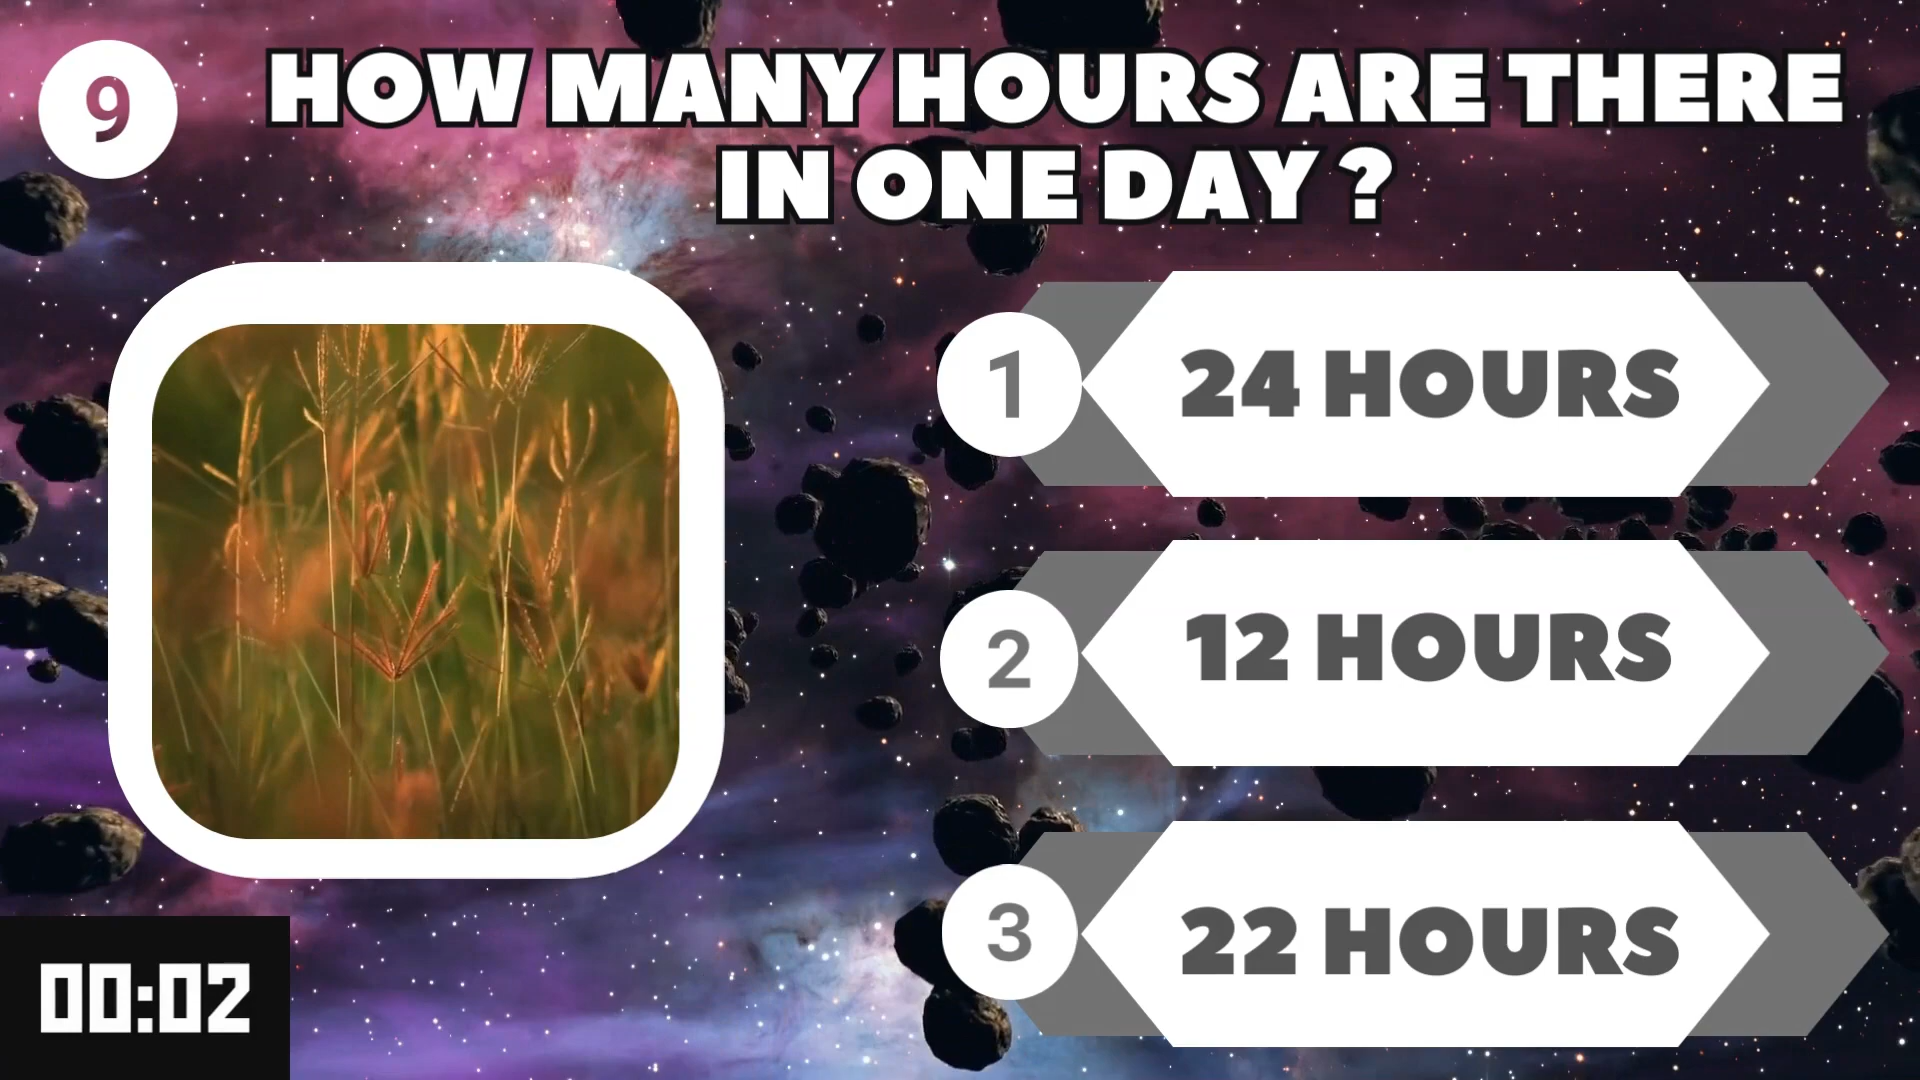 9
HOW MANY HOURS ARE THERE
IN ONE DAY ?
1
24 HOURS
2
12 HOURS
3
22 HOURS
00:02